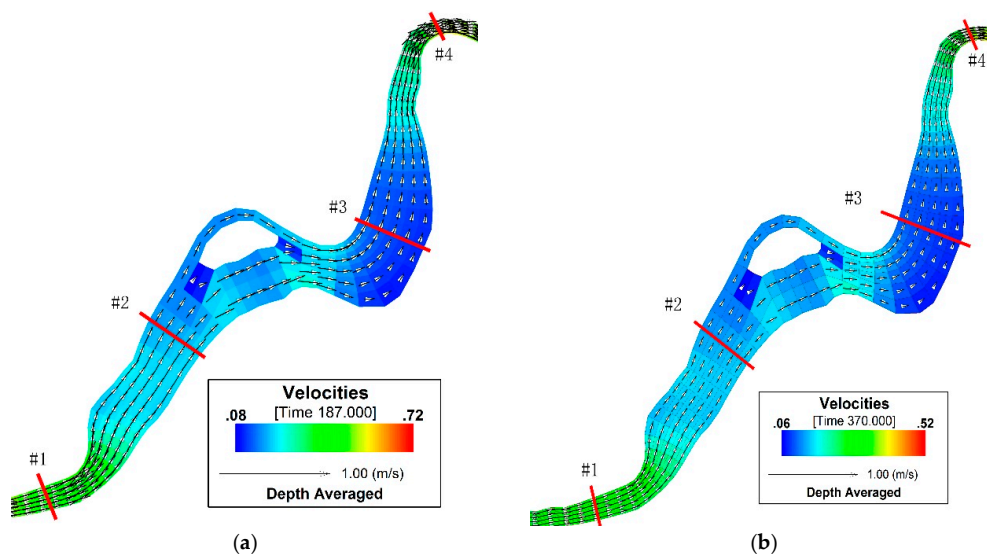 #4
#3
#2
#1
Velocities
[Time 187.000]
.08
.72
1.00 (m/s)
Depth Averaged
(a)
#4
#3
#2
#1
Velocities
[Time 370.000]
.06
.52
1.00 (m/s)
Depth Averaged
(b)